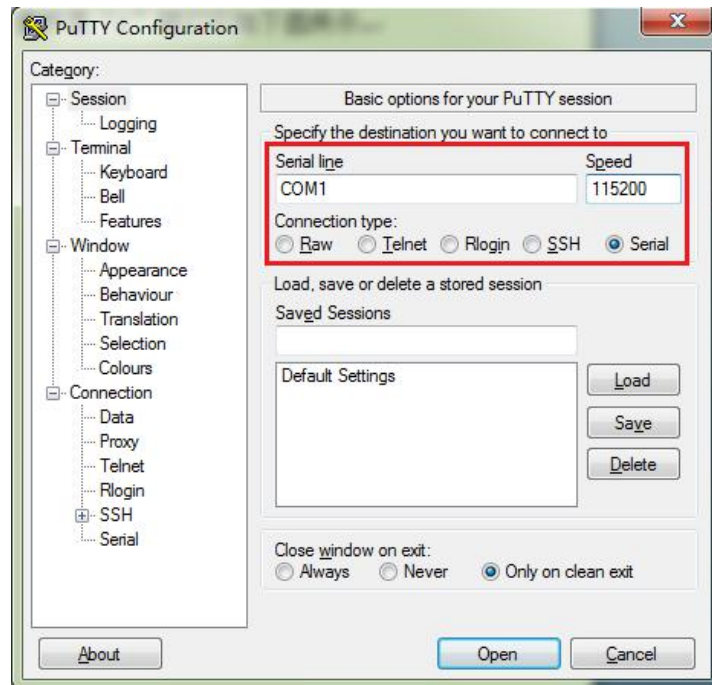 PuTTY Configuration
Category:
Session
Logging
Terminal
Keyboard
Bell
Features
Window
Appearance
Behaviour
Translation
Selection
Colours
Connection
Data
Proxy
Telnet
Rlogin
SSH
Serial
Basic options for your PuTTY session
Specify the destination you want to connect to
Serial line Speed
COM1 115200
Connection type:
Raw Telnet Rlogin SSH Serial
Load, save or delete a stored session
Saved Sessions
Default Settings
Load
Save
Delete
Close window on exit:
Always Never Only on clean exit
About Open Cancel